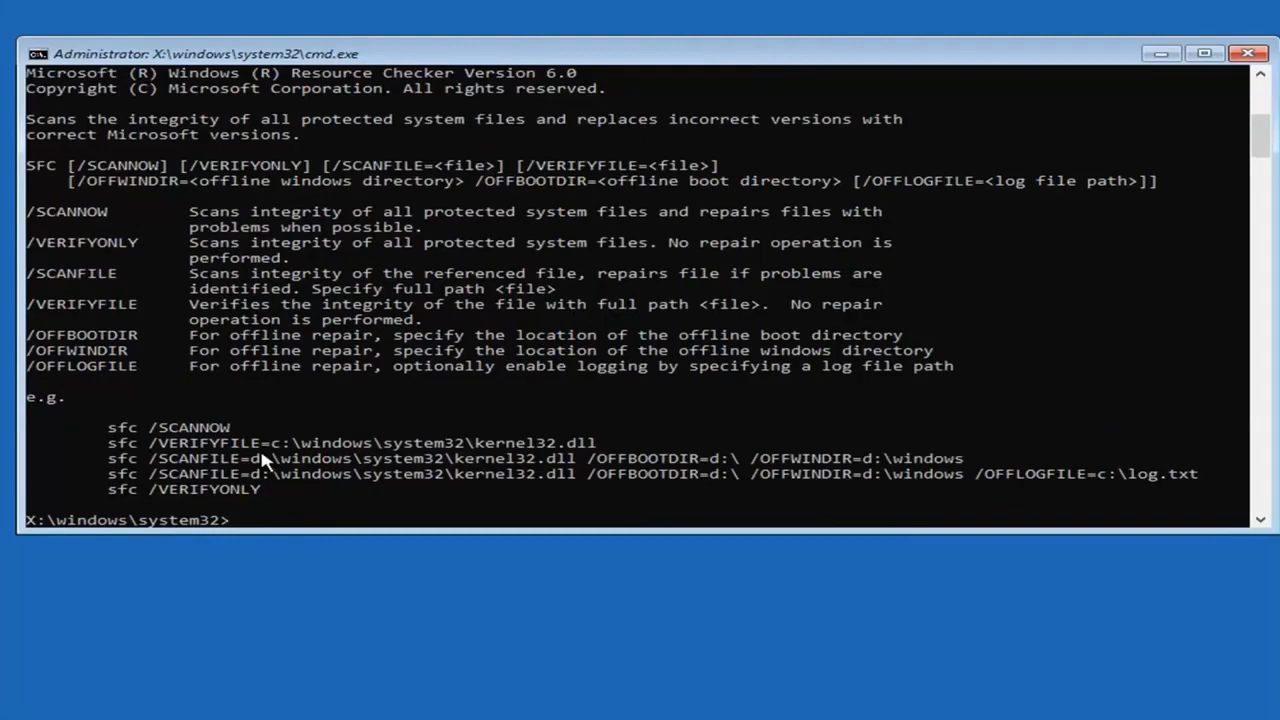 Administrator: X:\windows\system32\cmd.exe
Microsoft (R) Windows (R) Resource Checker Version 6.0
Copyright (C) Microsoft Corporation. All rights reserved.
Scans the integrity of all protected system files and replaces incorrect versions with
correct Microsoft versions.
SFC [/SCANNOW] [/VERIFYONLY] [/SCANFILE=<file>] [/VERIFYFILE=<file>]
[/OFFWINDIR=<offline windows directory> /OFFBOOTDIR=<offline boot directory> [/OFFLOGFILE=<log file path>]]
/SCANNOW Scans integrity of all protected system files and repairs files with
problems when possible.
/VERIFYONLY Scans integrity of all protected system files. No repair operation is
performed.
/SCANFILE Scans integrity of the referenced file, repairs file if problems are
identified. Specify full path <file>
/VERIFYFILE Verifies the integrity of the file with full path <file>. No repair
operation is performed.
/OFFBOOTDIR For offline repair, specify the location of the offline boot directory
/OFFWINDIR For offline repair, specify the location of the offline windows directory
/OFFLOGFILE For offline repair, optionally enable logging by specifying a log file path
e.g.
sfc /SCANNOW
sfc /VERIFYFILE=c:\windows\system32\kernel32.dll
sfc /SCANFILE=d:\windows\system32\kernel32.dll /OFFBOOTDIR=d:\ /OFFWINDIR=d:\windows
sfc /SCANFILE=d:\windows\system32\kernel32.dll /OFFBOOTDIR=d:\ /OFFWINDIR=d:\windows /OFFLOGFILE=c:\log.txt
sfc /VERIFYONLY
X:\windows\system32>